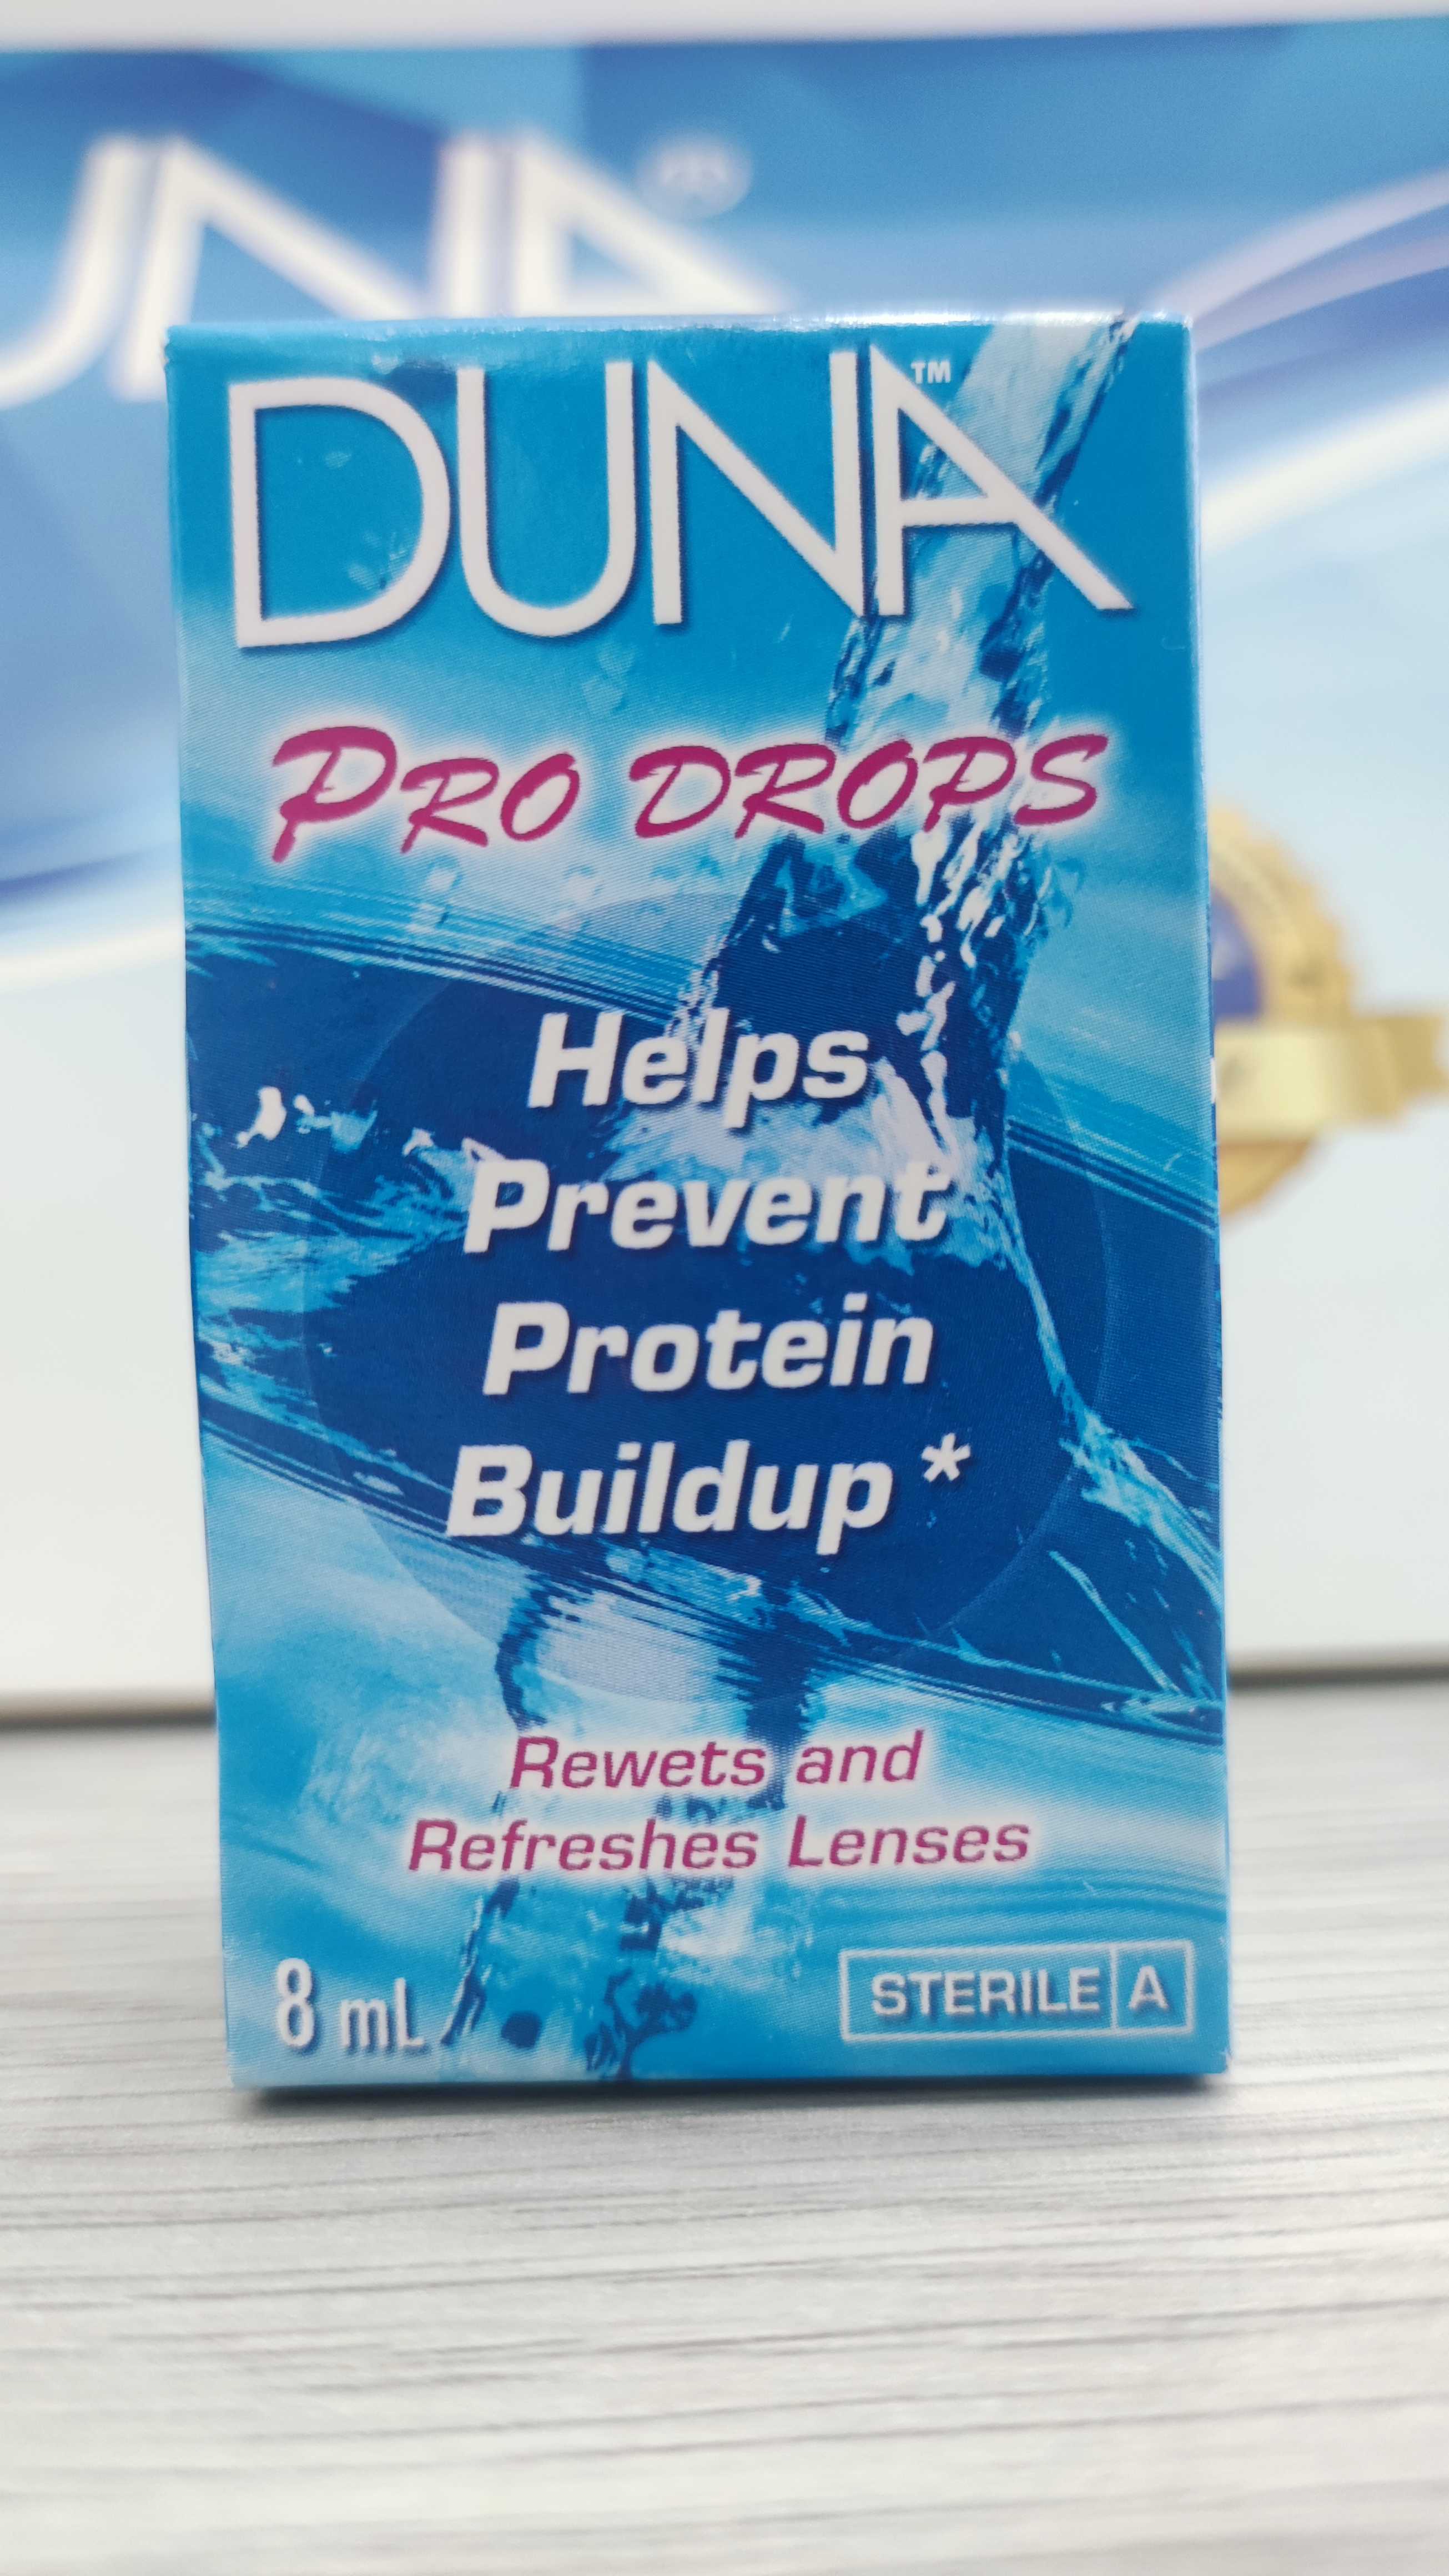 DUNA™
PRO DROPS
Helps
Prevent
Protein
Buildup *
Rewets and
Refreshes Lenses
8 mL
STERILE A